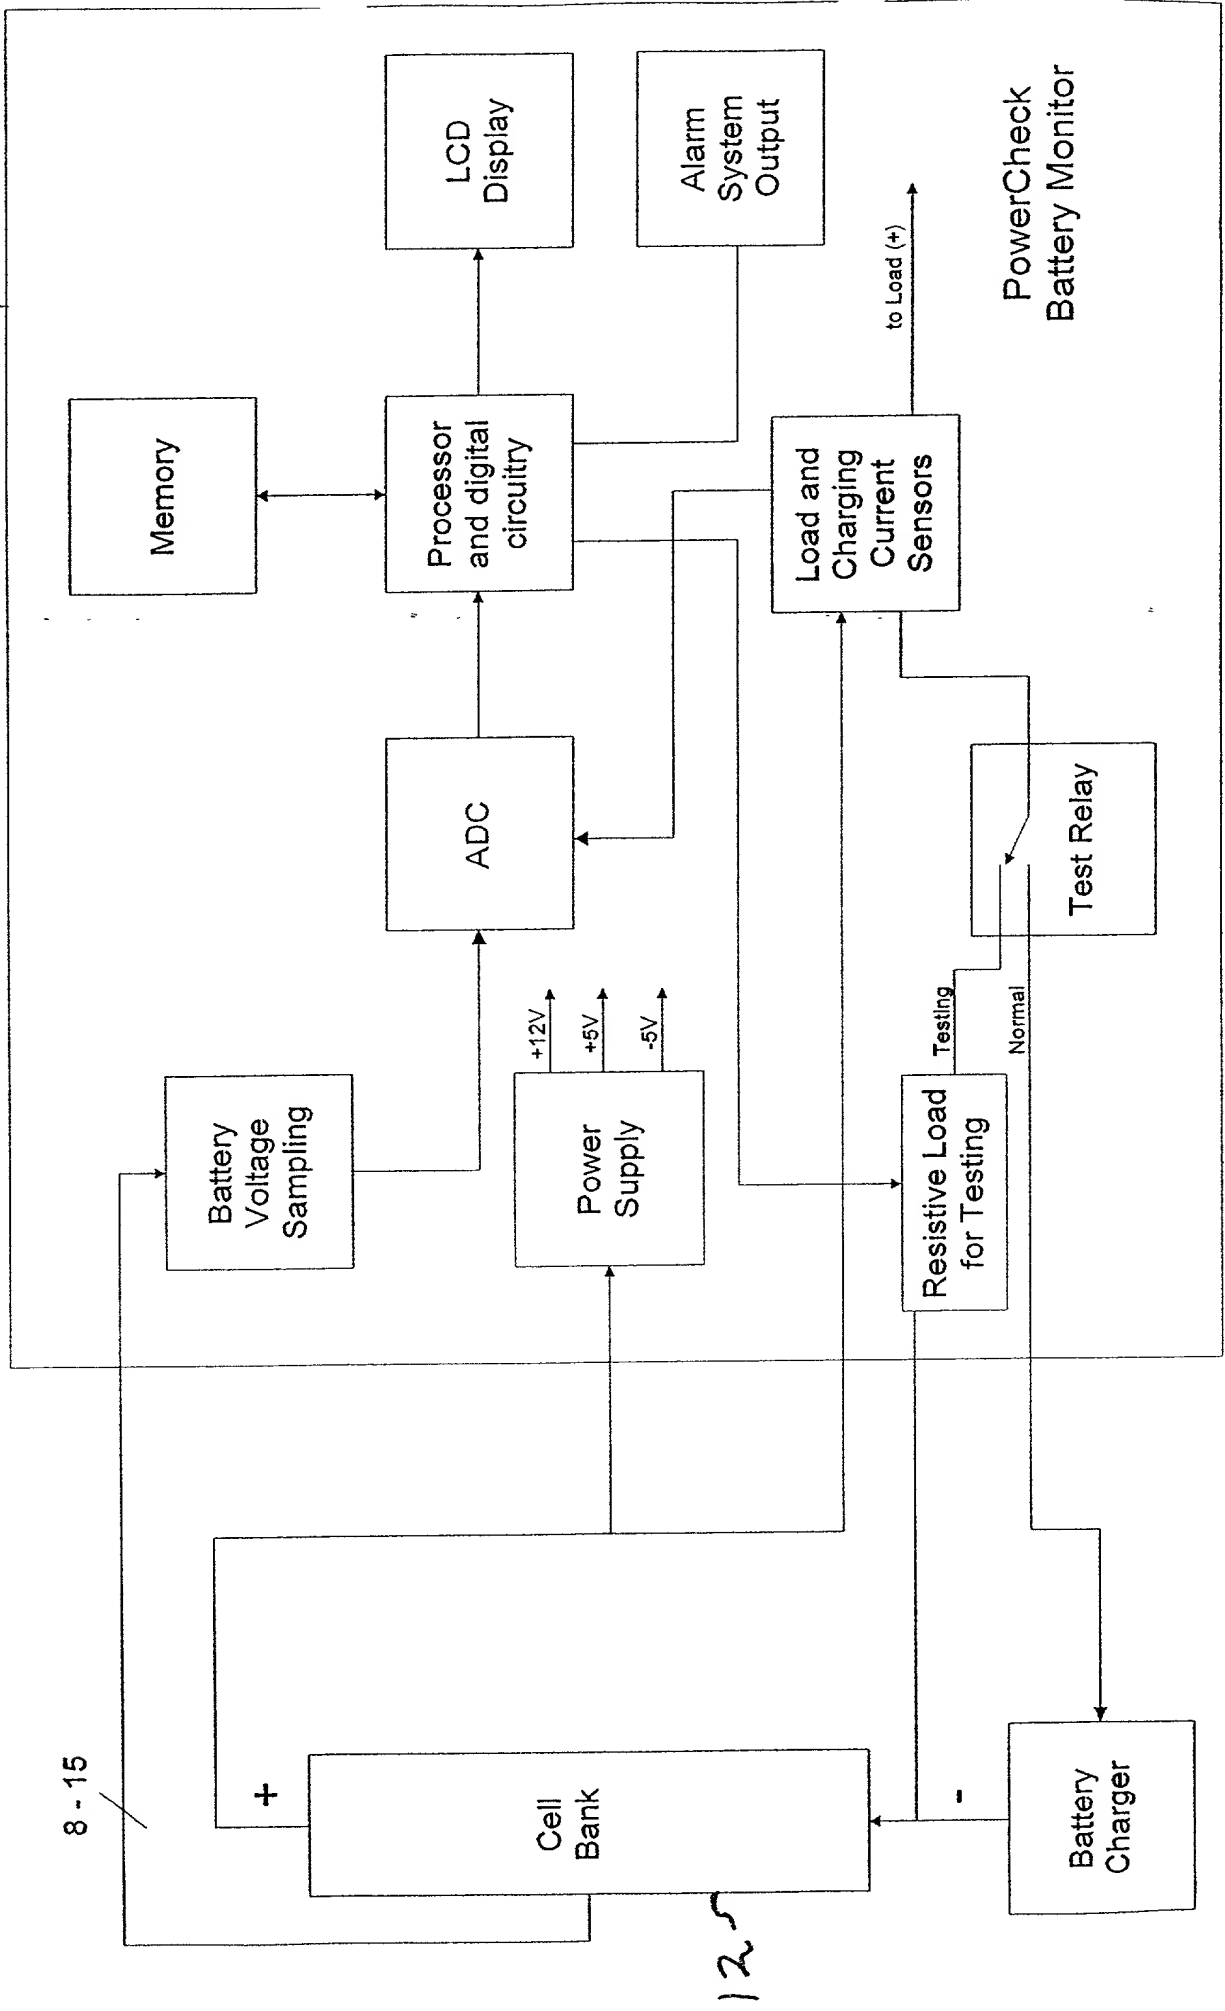 8 - 15
+
Cell
Bank
12
-
Battery
Charger
Battery
Voltage
Sampling
Power
Supply
+12V
+5V
-5V
Resistive Load
for Testing
Testing
Normal
ADC
Test Relay
Memory
Processor
and digital
circuitry
Load and
Charging
Current
Sensors
to Load (+)
LCD
Display
Alarm
System
Output
PowerCheck
Battery Monitor